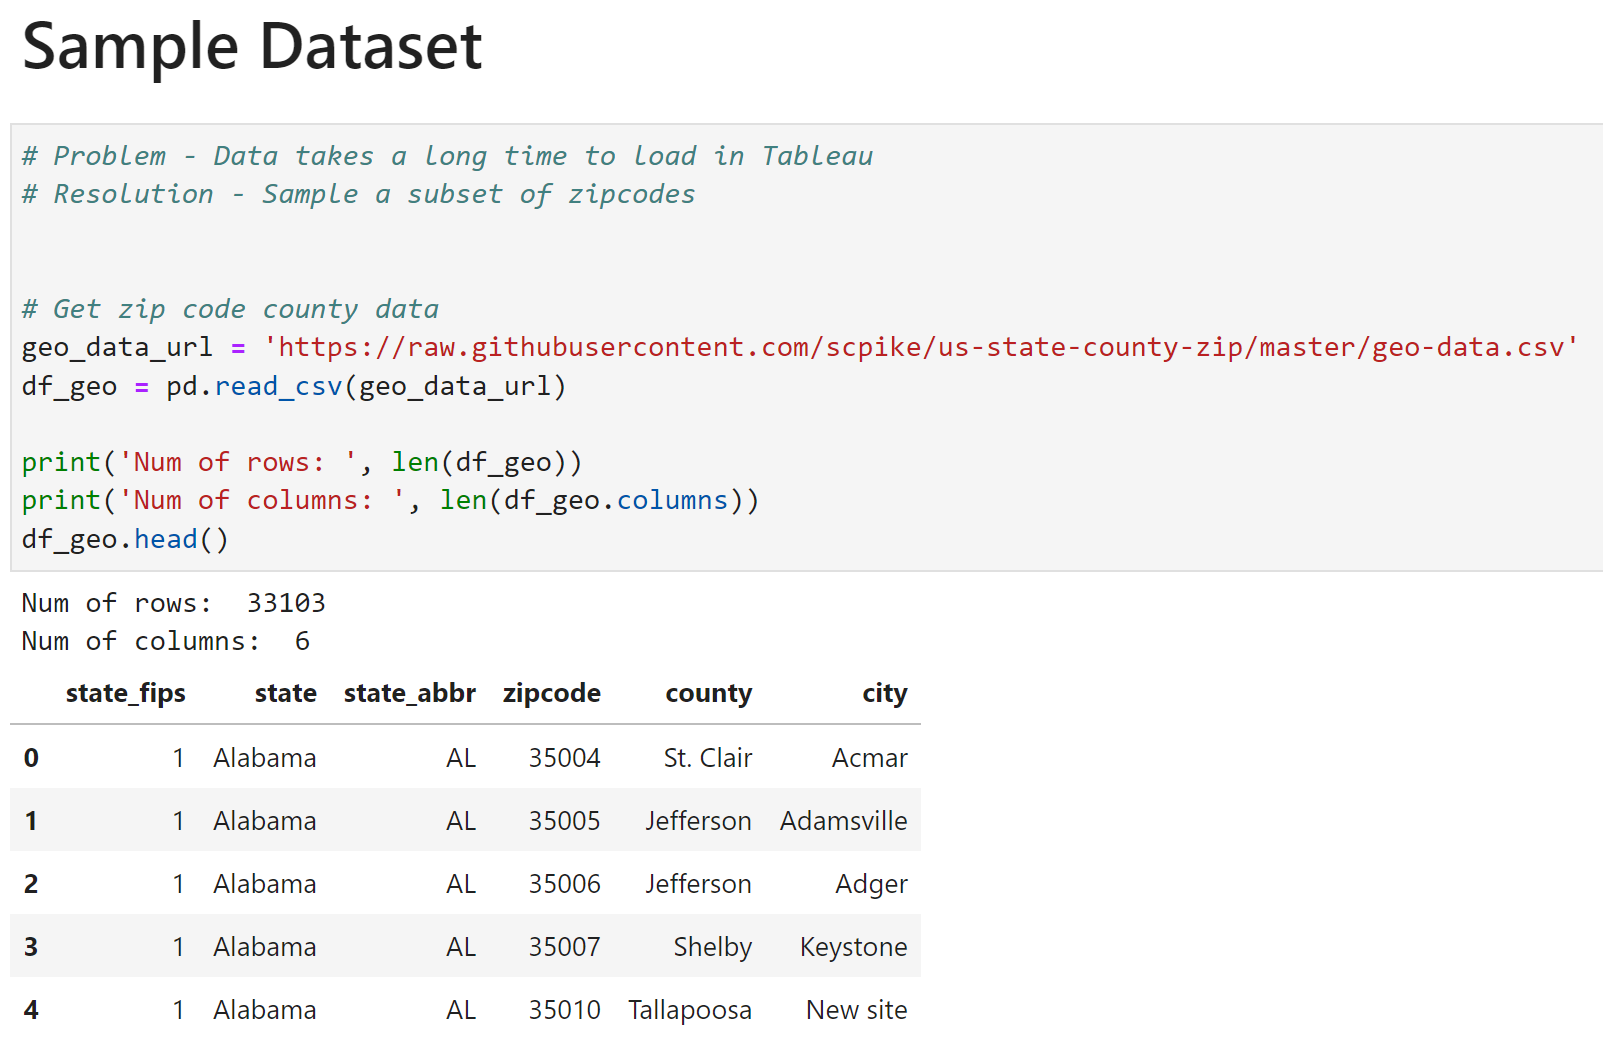 Sample Dataset
# Problem - Data takes a long time to load in Tableau
# Resolution - Sample a subset of zipcodes
# Get zip code county data
geo_data_url = 'https://raw.githubusercontent.com/scpike/us-state-county-zip/master/geo-data.csv'
df_geo = pd.read_csv(geo_data_url)
print('Num of rows: ', len(df_geo))
print('Num of columns: ', len(df_geo.columns))
df_geo.head()
Num of rows:  33103
Num of columns:  6
state_fips state state_abbr zipcode county city
0 1 Alabama AL 35004 St. Clair Acmar
1 1 Alabama AL 35005 Jefferson Adamsville
2 1 Alabama AL 35006 Jefferson Adger
3 1 Alabama AL 35007 Shelby Keystone
4 1 Alabama AL 35010 Tallapoosa New site